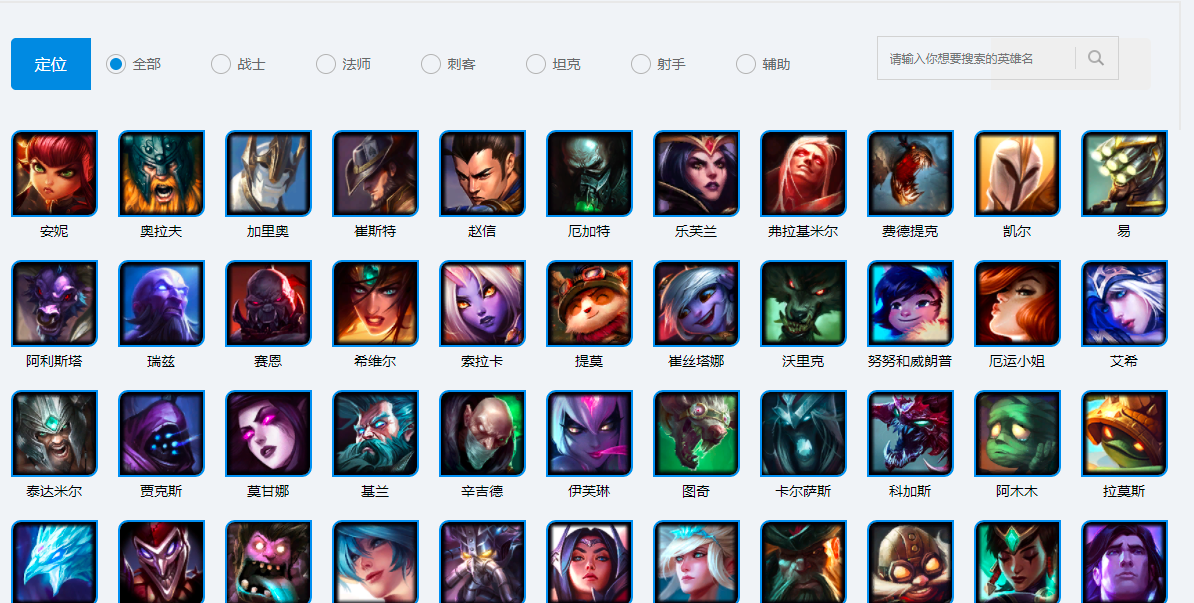 定位 全部 战士 法师 刺客 坦克 射手 辅助 请输入你想要搜索的英雄名
安妮 奥拉夫 加里奥 崔斯特 赵信 厄加特 乐芙兰 弗拉基米尔 费德提克 凯尔 易
阿利斯塔 瑞兹 赛恩 希维尔 索拉卡 提莫 崔丝塔娜 沃里克 努努和威朗普 厄运小姐 艾希
泰达米尔 贾克斯 莫甘娜 基兰 辛吉德 伊芙琳 图奇 卡尔萨斯 科加斯 阿木木 拉莫斯